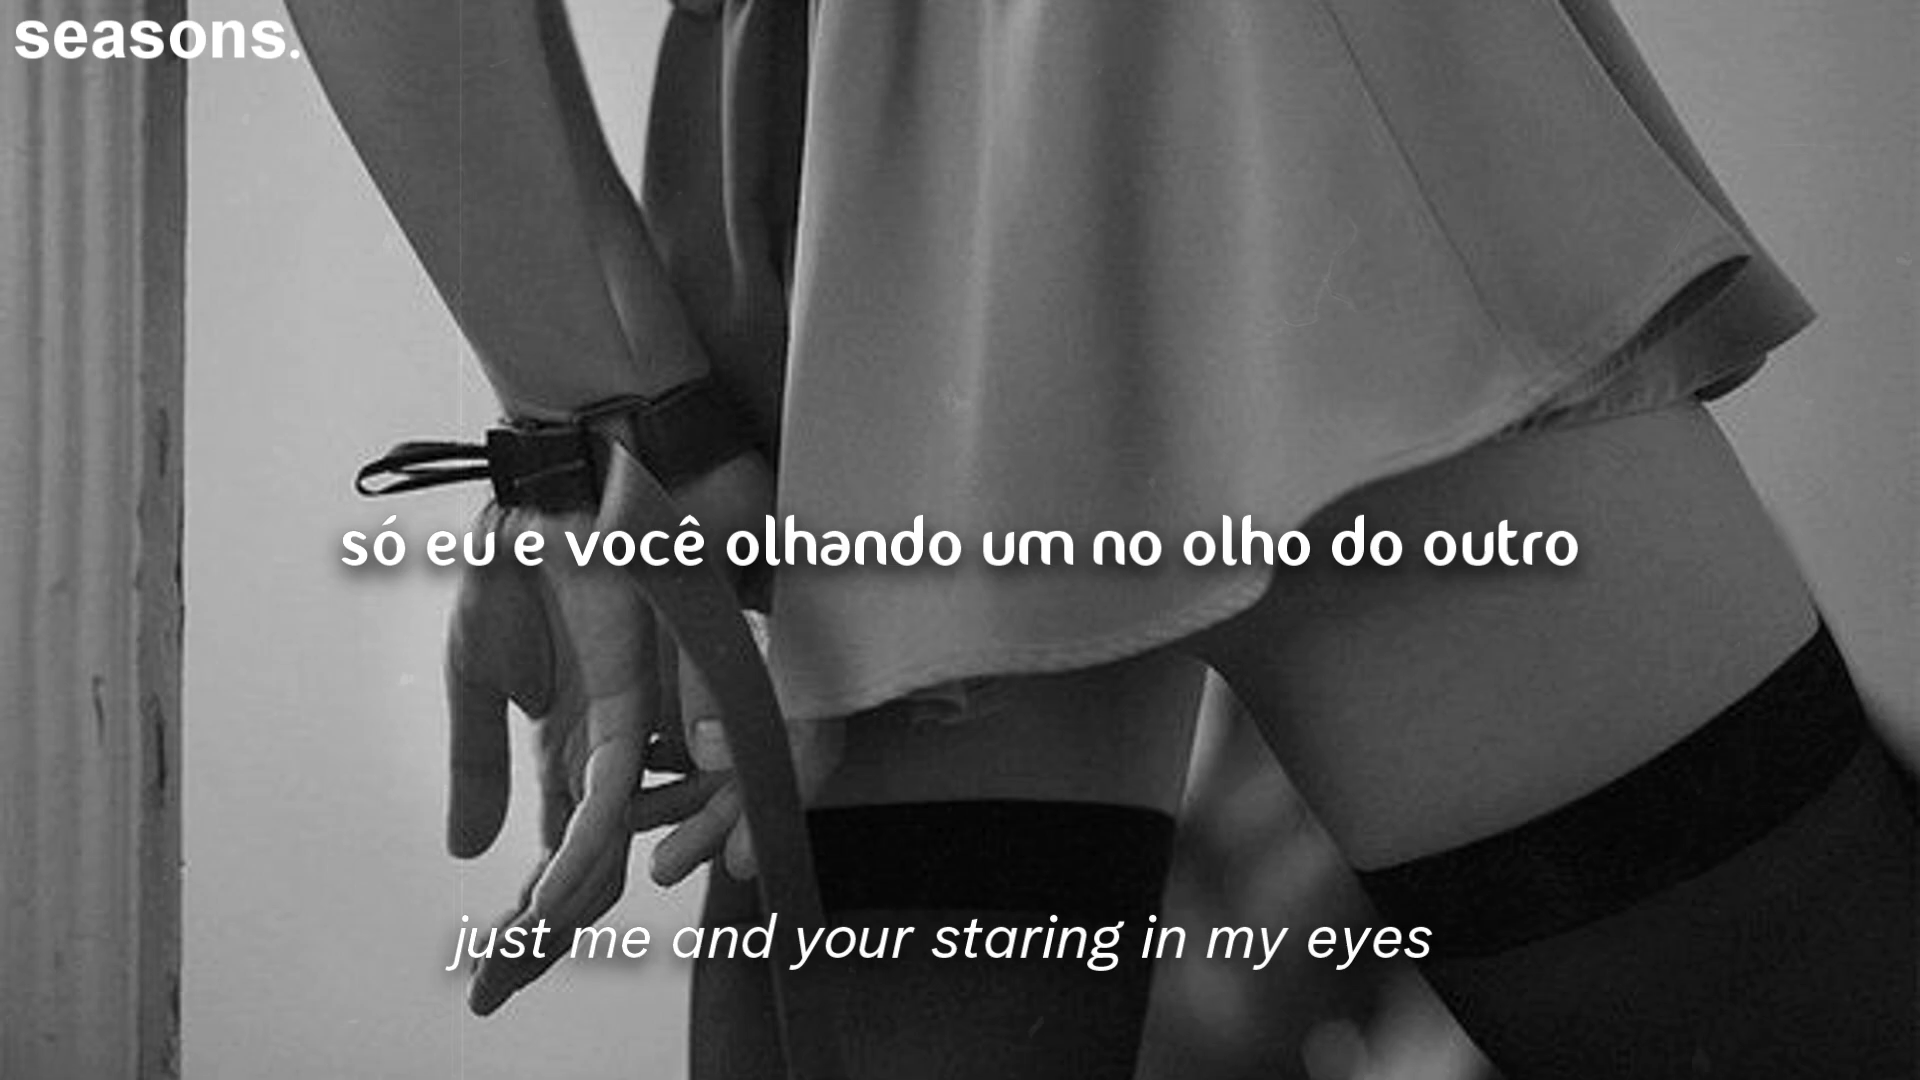 seasons.
só eu e você olhando um no olho do outro
just me and your staring in my eyes